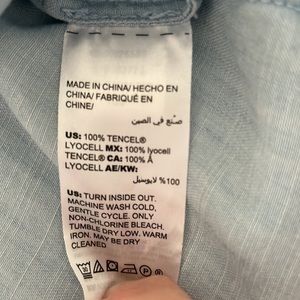 MADE IN CHINA/ HECHO EN
CHINA/ FABRIQUÉ EN
CHINE/
صنع في الصين
US: 100% TENCEL®
LYOCELL MX: 100% lyocell
TENCEL® CA: 100% Â
LYOCELL AE/KW:
100% لايوسيل
US: TURN INSIDE OUT.
MACHINE WASH COLD,
GENTLE CYCLE. ONLY
NON-CHLORINE BLEACH.
TUMBLE DRY LOW. WARM
IRON. MAY BE DRY
CLEANED